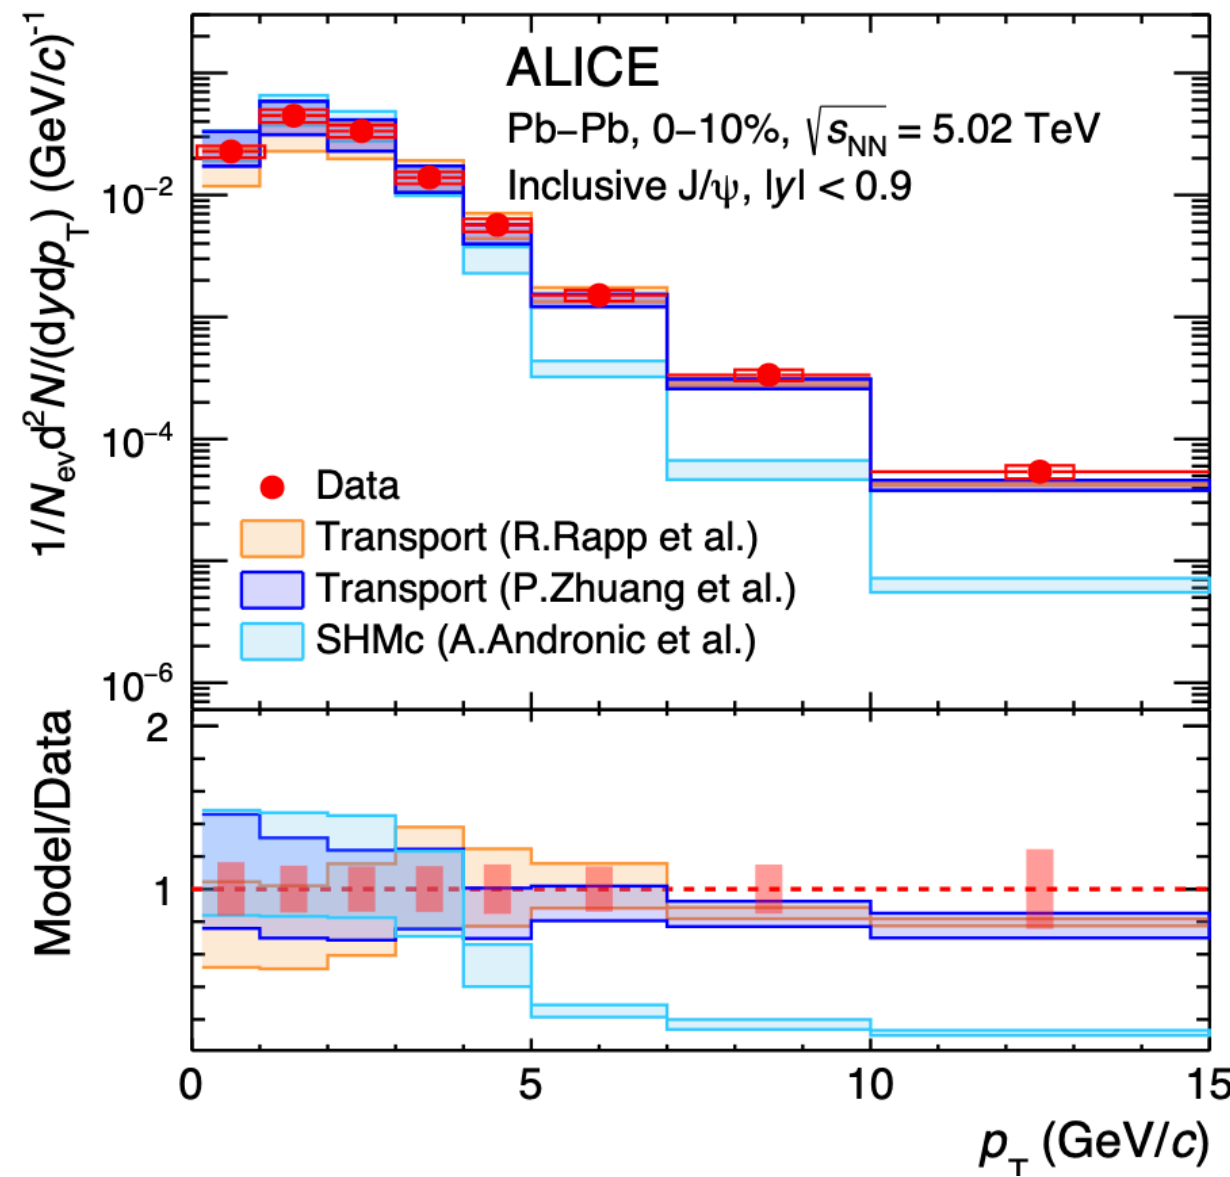 ALICE
Pb–Pb, 0–10%, √sNN = 5.02 TeV
Inclusive J/ψ, |y| < 0.9
1/Nev d²N/(dydpT) (GeV/c)⁻¹
10⁻²
10⁻⁴
10⁻⁶
Data
Transport (R.Rapp et al.)
Transport (P.Zhuang et al.)
SHMc (A.Andronic et al.)
Model/Data
2
1
0 5 10 15
pT (GeV/c)